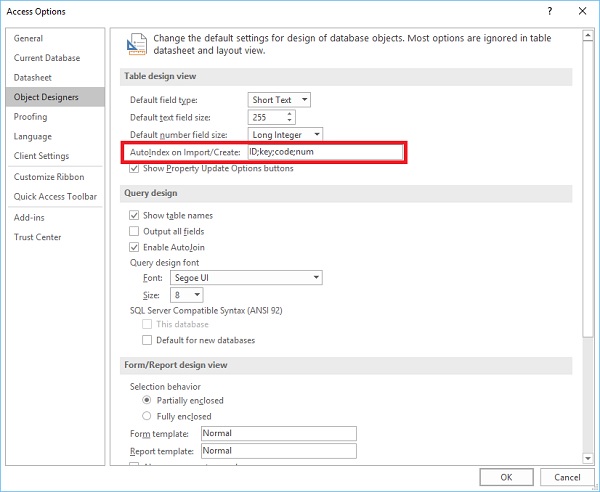 Access Options
?
General
Current Database
Datasheet
Object Designers
Proofing
Language
Client Settings
Customize Ribbon
Quick Access Toolbar
Add-ins
Trust Center
Change the default settings for design of database objects. Most options are ignored in table
datasheet and layout view.
Table design view
Default field type: Short Text
Default text field size: 255
Default number field size: Long Integer
AutoIndex on Import/Create: ID;key;code;num
Show Property Update Options buttons
Query design
Show table names
Output all fields
Enable AutoJoin
Query design font
Font: Segoe UI
Size: 8
SQL Server Compatible Syntax (ANSI 92)
This database
Default for new databases
Form/Report design view
Selection behavior
Partially enclosed
Fully enclosed
Form template: Normal
Report template: Normal
OK Cancel